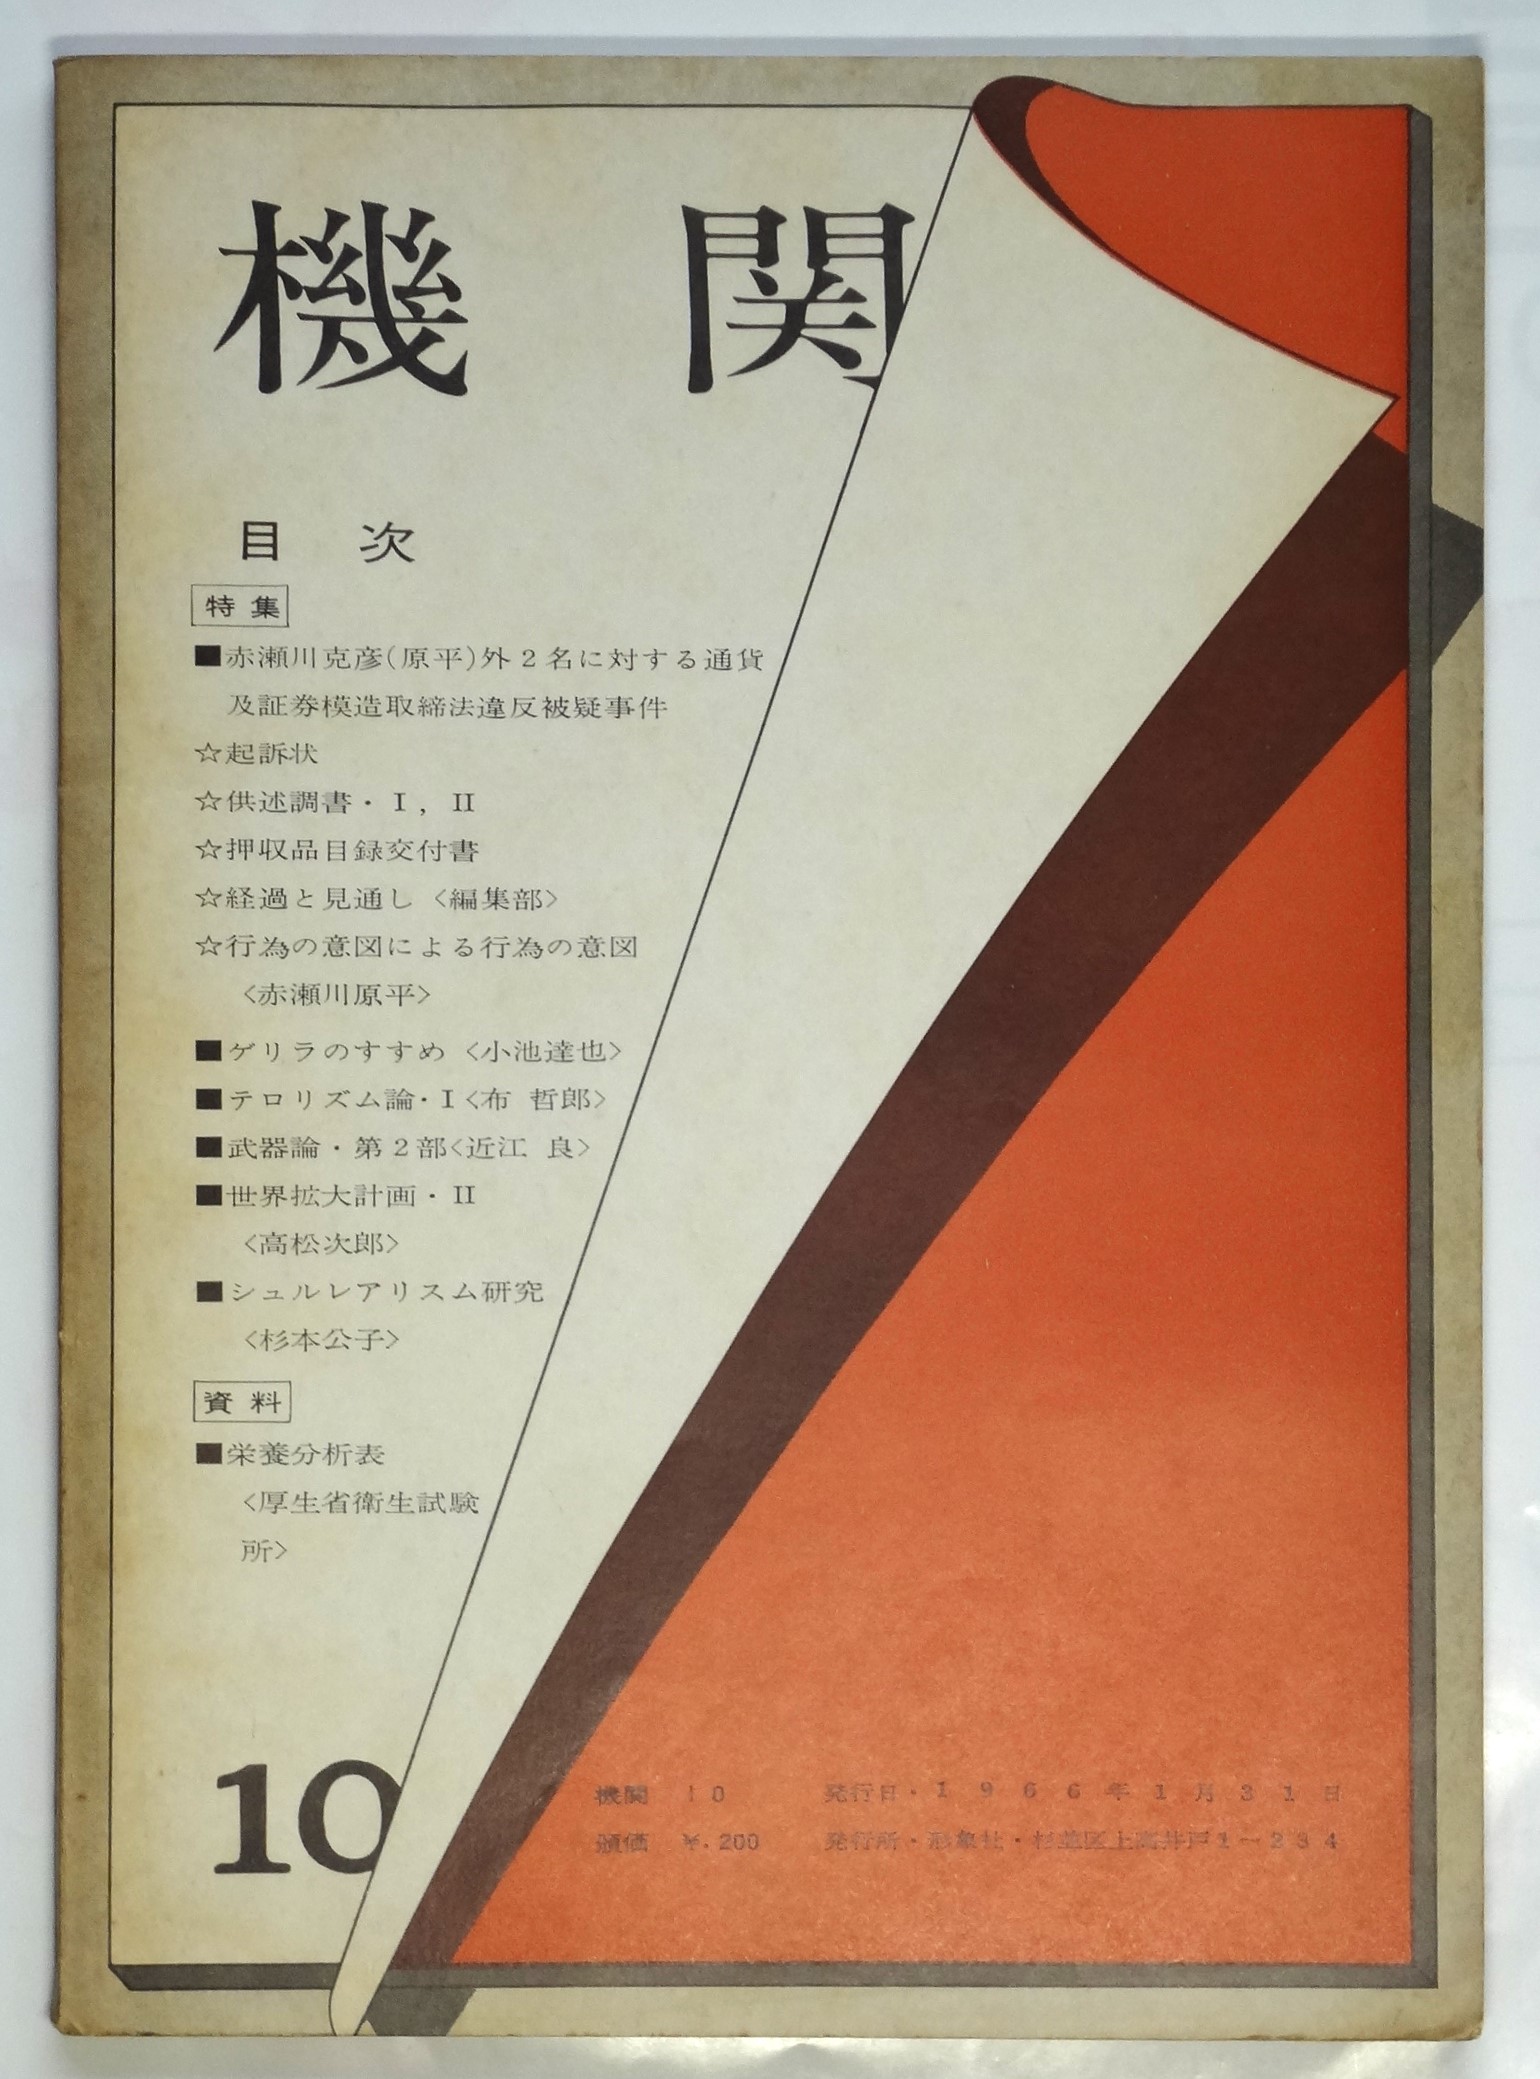 機関
目次
特集
■赤瀬川克彦(原平)外2名に対する通貨
及証券模造取締法違反被疑事件
☆起訴状
☆供述調書・Ⅰ, Ⅱ
☆押収品目録交付書
☆経過と見通し〈編集部〉
☆行為の意図による行為の意図
〈赤瀬川原平〉
■ゲリラのすすめ〈小池達也〉
■テロリズム論・Ⅰ〈布 哲郎〉
■武器論・第2部〈近江 良〉
■世界拡大計画・Ⅱ
〈高松次郎〉
■シュルレアリスム研究
〈杉本公子〉
資料
■栄養分析表
〈厚生省衛生試験
所〉
10
機関 10 発行日・1966年1月31日
頒価 ¥.200 発行所・形象社・杉並区上高井戸1-234